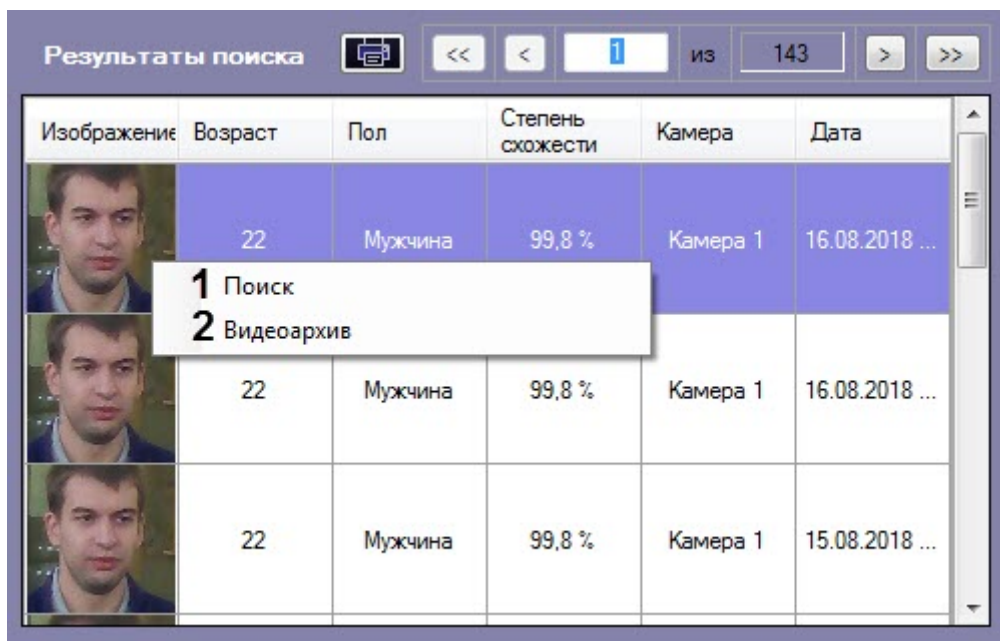 Результаты поиска << < 1 из 143 > >>
Изображение Возраст Пол Степень схожести Камера Дата
22 Мужчина 99,8 % Камера 1 16.08.2018 ...
1 Поиск
2 Видеоархив
22 Мужчина 99,8 % Камера 1 16.08.2018 ...
22 Мужчина 99,8 % Камера 1 15.08.2018 ...